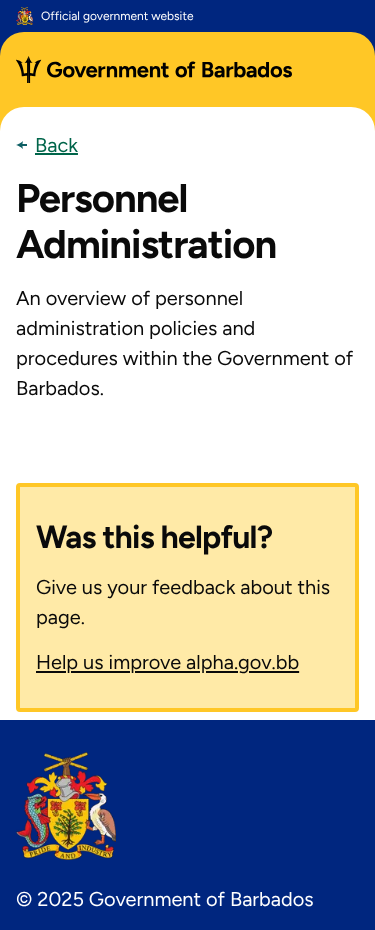 Official government website
Government of Barbados
Back
Personnel
Administration
An overview of personnel
administration policies and
procedures within the Government of
Barbados.
Was this helpful?
Give us your feedback about this
page.
Help us improve alpha.gov.bb
PRIDE AND INDUSTRY
© 2025 Government of Barbados